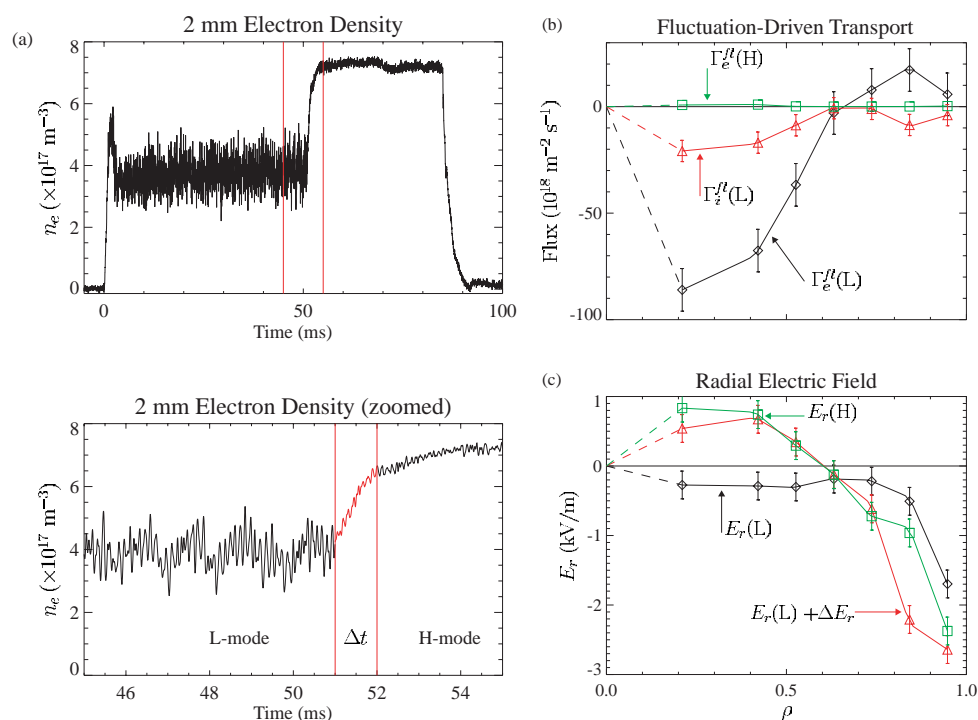 (a)
2 mm Electron Density
8
6
4
2
0
n_e (×10^17 m^−3)
0
50
100
Time (ms)
2 mm Electron Density (zoomed)
8
6
4
2
0
n_e (×10^17 m^−3)
L-mode
Δt
H-mode
46
48
50
52
54
Time (ms)
(b)
Fluctuation-Driven Transport
Γ_e^fl(H)
Γ_i^fl(L)
Γ_e^fl(L)
0
-50
-100
Flux (10^18 m^−2 s^−1)
(c)
Radial Electric Field
1
0
-1
-2
-3
E_r (kV/m)
E_r(H)
E_r(L)
E_r(L) +ΔE_r
0.0
0.5
1.0
ρ